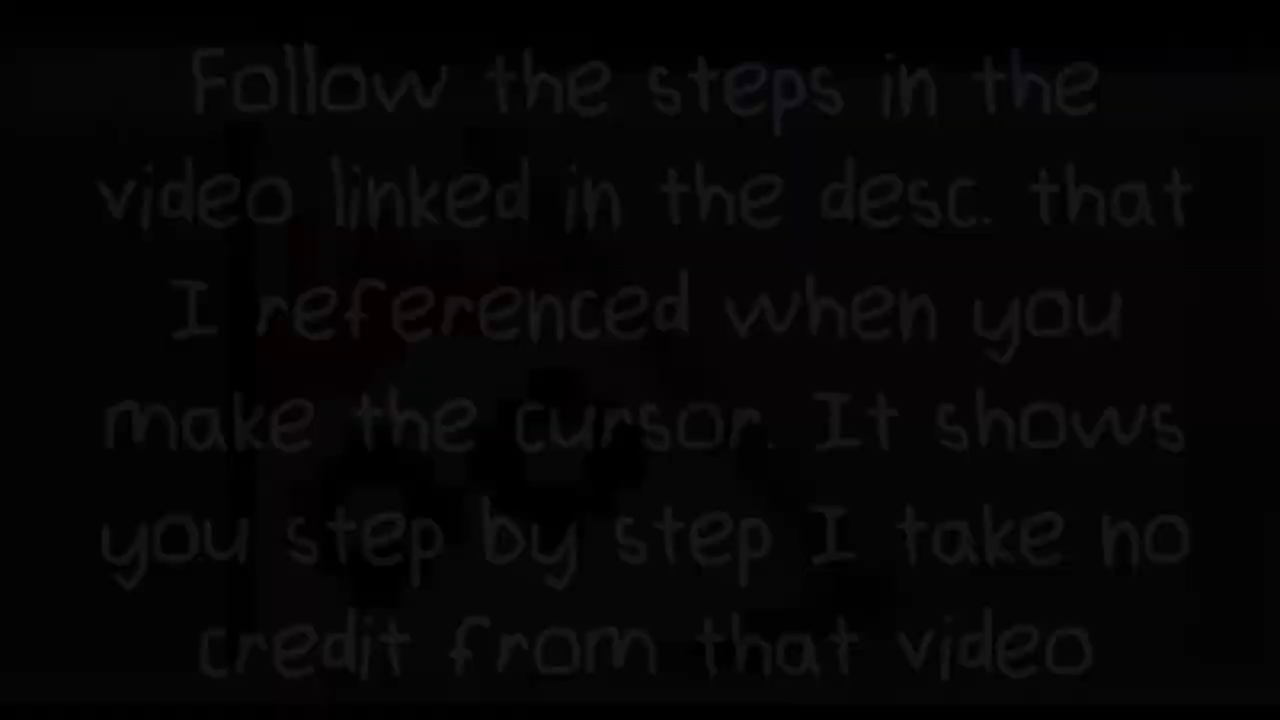 Follow the steps in the
video linked in the desc. that
I referenced when you
make the cursor. It shows
you step by step I take no
credit from that video